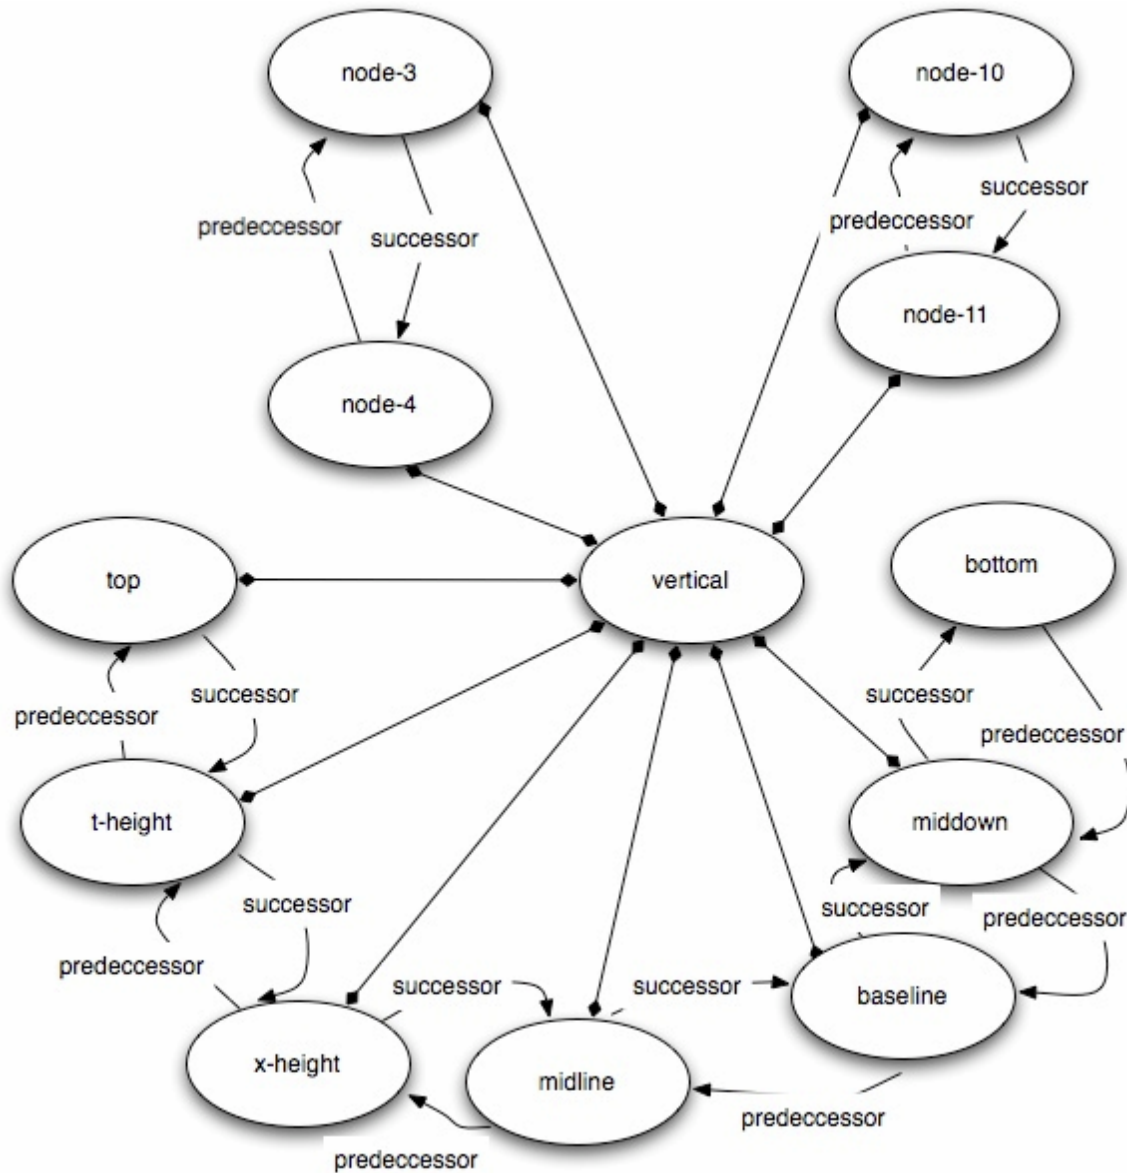 node-3
node-10
successor
predeccessor
predeccessor
successor
node-11
node-4
bottom
top
vertical
successor
successor
predeccessor
predeccessor
t-height
middown
successor
successor
predeccessor
predeccessor
successor
successor
baseline
x-height
midline
predeccessor
predeccessor